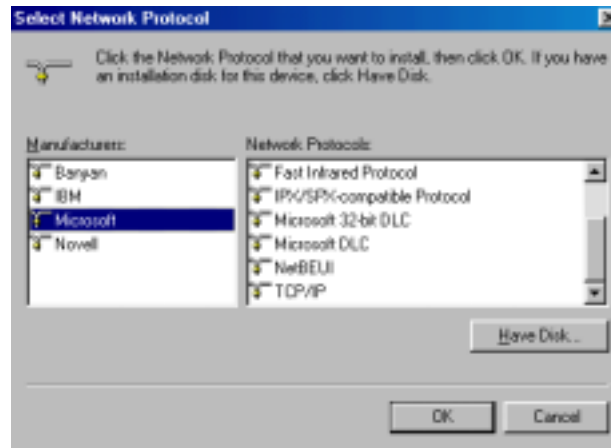 Select Network Protocol
Click the Network Protocol that you want to install, then click OK. If you have
an installation disk for this device, click Have Disk.
Manufacturers:
Banyan
IBM
Microsoft
Novell
Network Protocols:
Fast Infrared Protocol
IPX/SPX-compatible Protocol
Microsoft 32-bit DLC
Microsoft DLC
NetBEUI
TCP/IP
Have Disk...
OK
Cancel